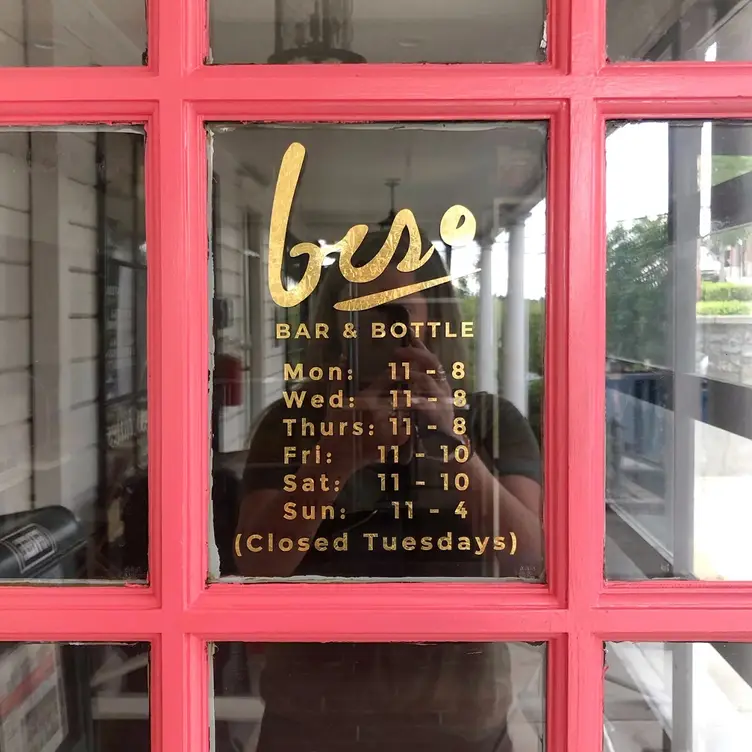 beso
BAR & BOTTLE
Mon: 11 - 8
Wed: 11 - 8
Thurs: 11 - 8
Fri: 11 - 10
Sat: 11 - 10
Sun: 11 - 4
(Closed Tuesdays)